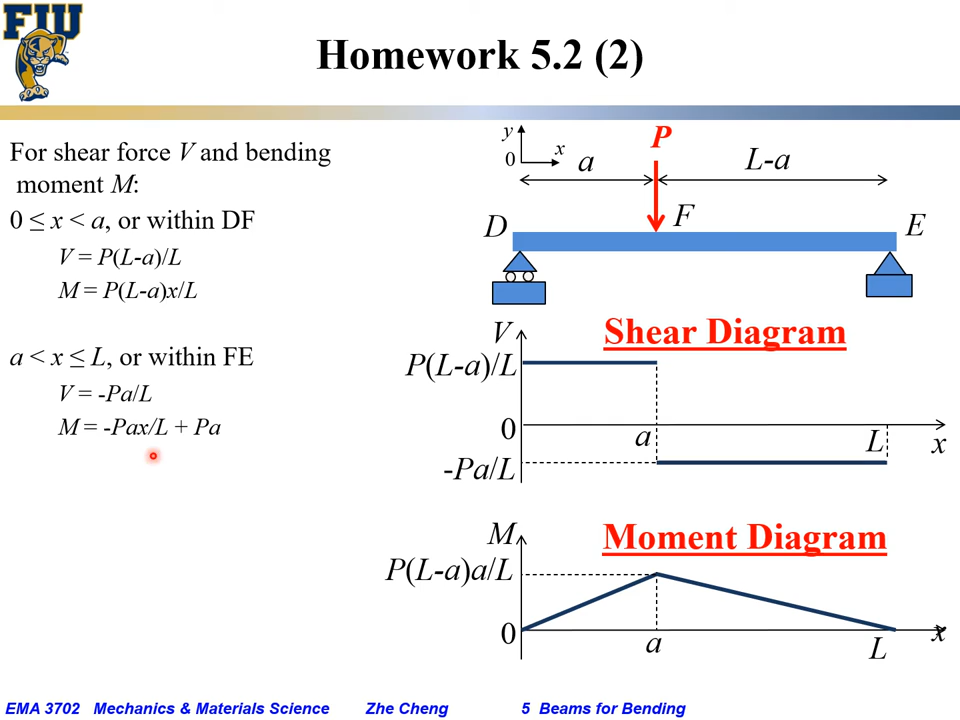 FIU
Homework 5.2 (2)
For shear force V and bending
moment M:
0 ≤ x < a, or within DF
V = P(L-a)/L
M = P(L-a)x/L
a < x ≤ L, or within FE
V = -Pa/L
M = -Pax/L + Pa
y
0
x
a
P
L-a
D
F
E
V
Shear Diagram
P(L-a)/L
0
a
L
x
-Pa/L
M
Moment Diagram
P(L-a)a/L
0
a
L
x
EMA 3702 Mechanics & Materials Science Zhe Cheng 5 Beams for Bending